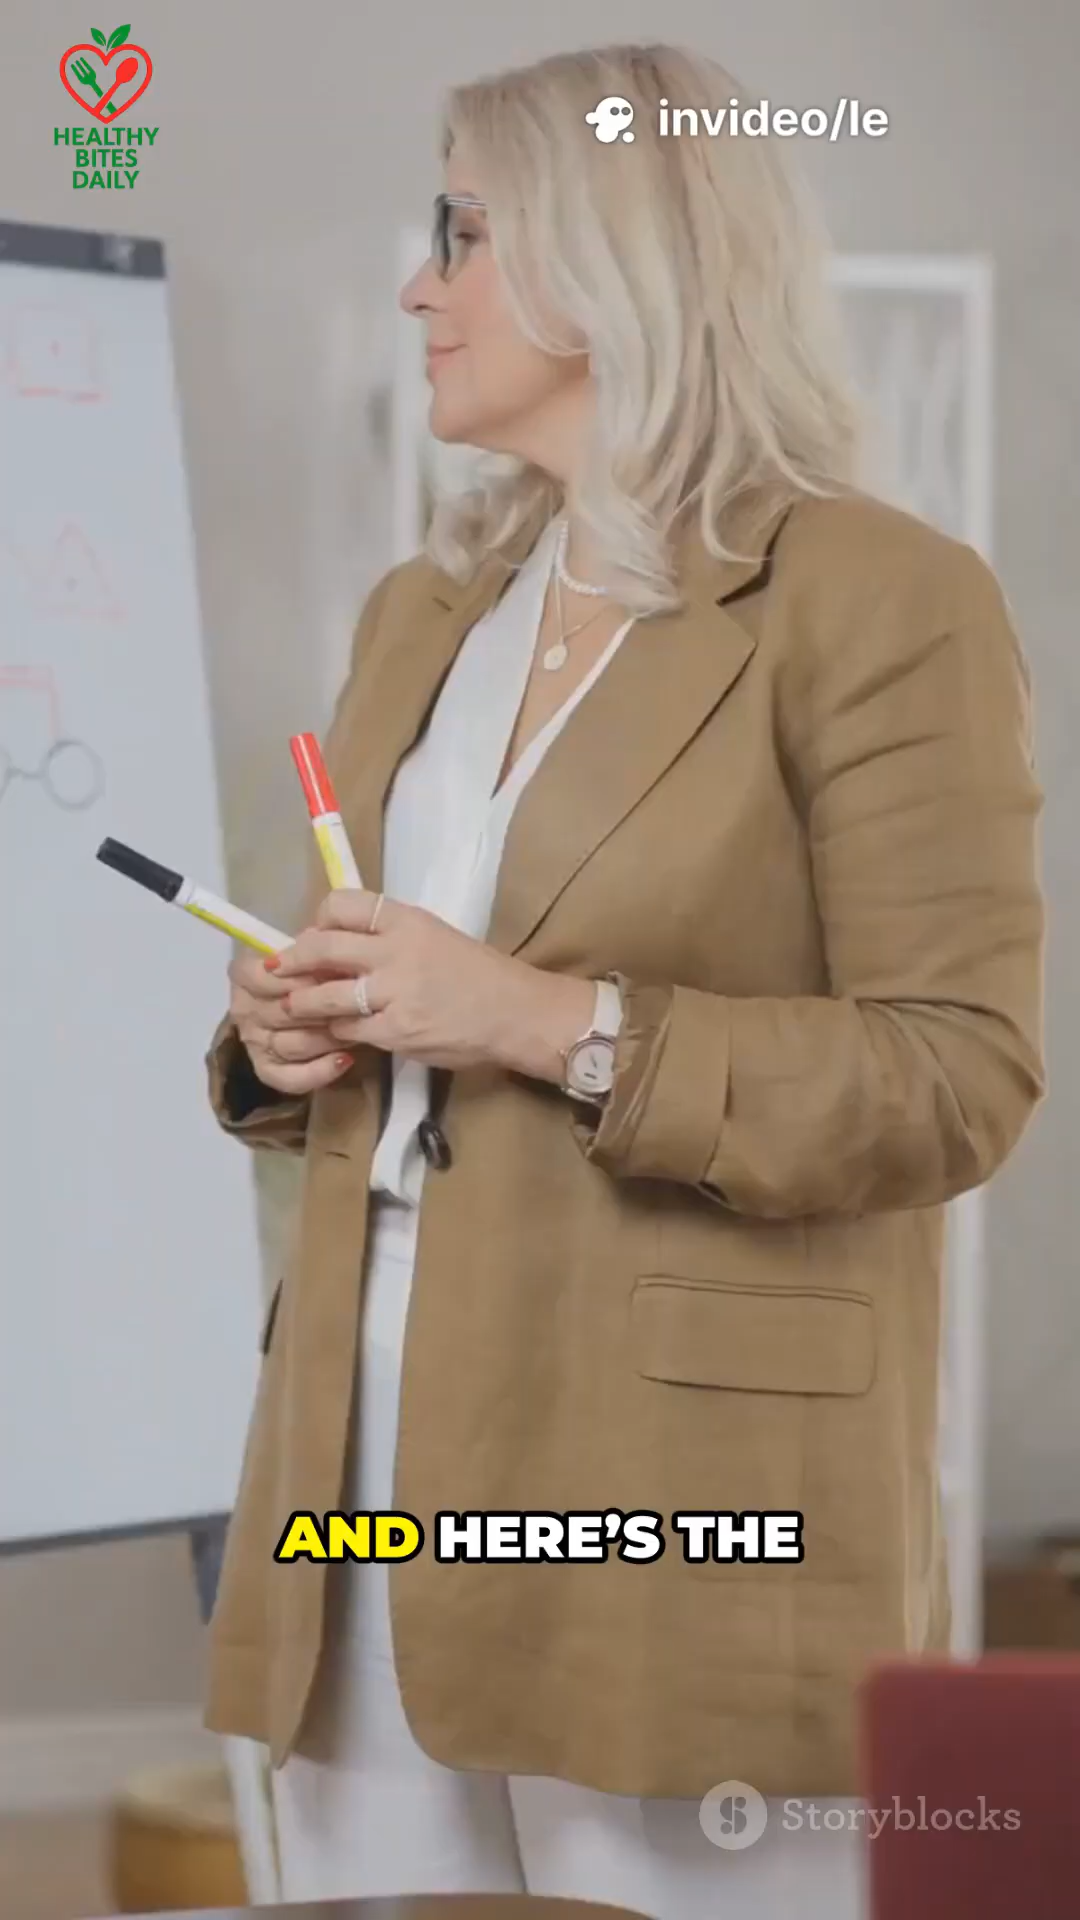 HEALTHY
BITES
DAILY
invideo/le
AND HERE'S THE
Storyblocks